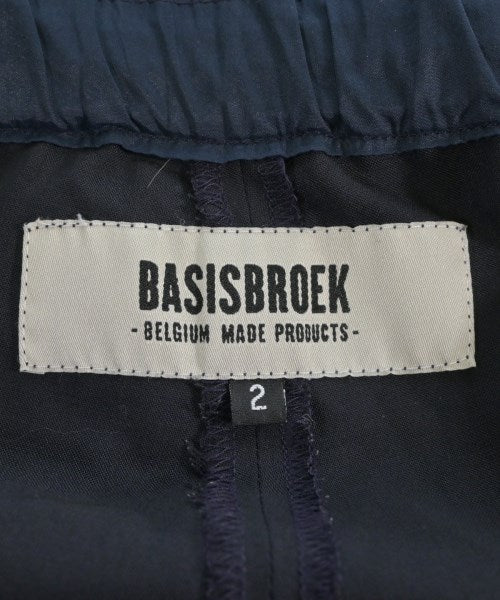 BASISBROEK
- BELGIUM MADE PRODUCTS -
2